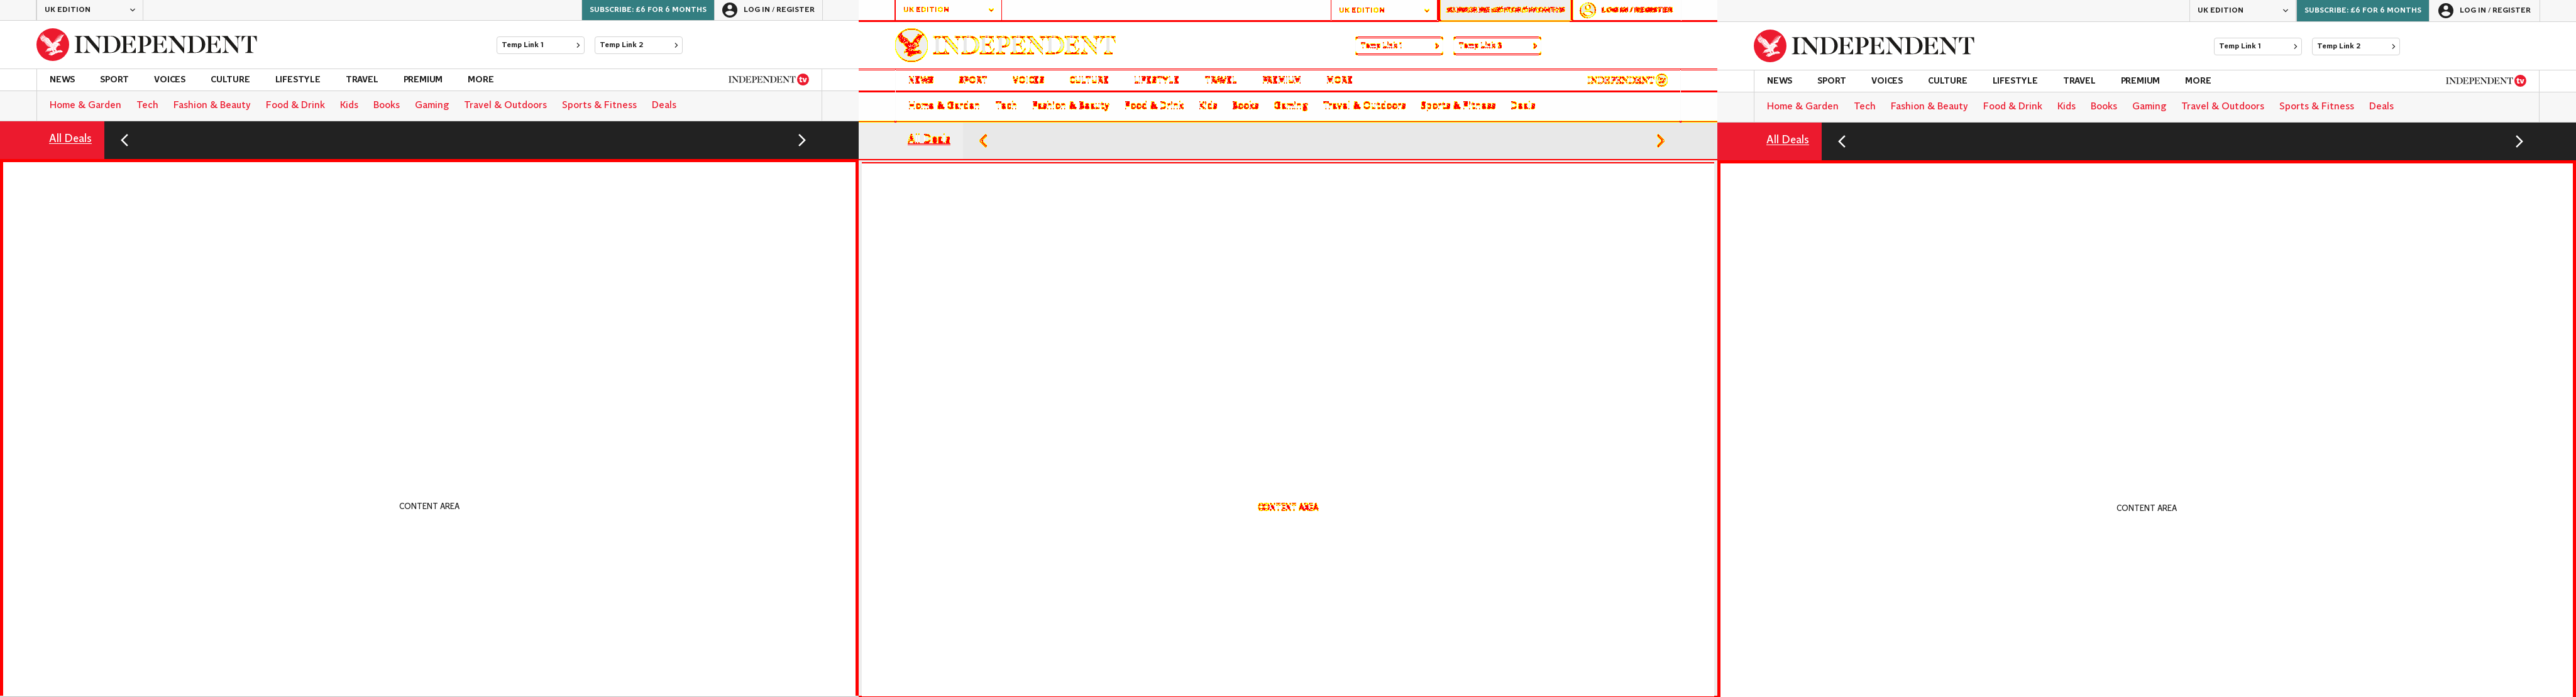 UK EDITION
SUBSCRIBE: £6 FOR 6 MONTHS
LOG IN / REGISTER
INDEPENDENT
Temp Link 1
Temp Link 2
NEWS SPORT VOICES CULTURE LIFESTYLE TRAVEL PREMIUM MORE
INDEPENDENT tv
Home & Garden Tech Fashion & Beauty Food & Drink Kids Books Gaming Travel & Outdoors Sports & Fitness Deals
All Deals
CONTENT AREA
UK EDITION
UK EDITION
LOG IN / REGISTER
INDEPENDENT
Temp Link 1
NEWS SPORT VOICES CULTURE LIFESTYLE TRAVEL PREMIUM MORE
INDEPENDENT
Home & Garden Tech Fashion & Beauty Food & Drink Kids Books Gaming Travel & Outdoors Sports & Fitness Deals
All Deals
CONTENT AREA
UK EDITION
SUBSCRIBE: £6 FOR 6 MONTHS
LOG IN / REGISTER
INDEPENDENT
Temp Link 1
Temp Link 2
NEWS SPORT VOICES CULTURE LIFESTYLE TRAVEL PREMIUM MORE
INDEPENDENT tv
Home & Garden Tech Fashion & Beauty Food & Drink Kids Books Gaming Travel & Outdoors Sports & Fitness Deals
All Deals
CONTENT AREA